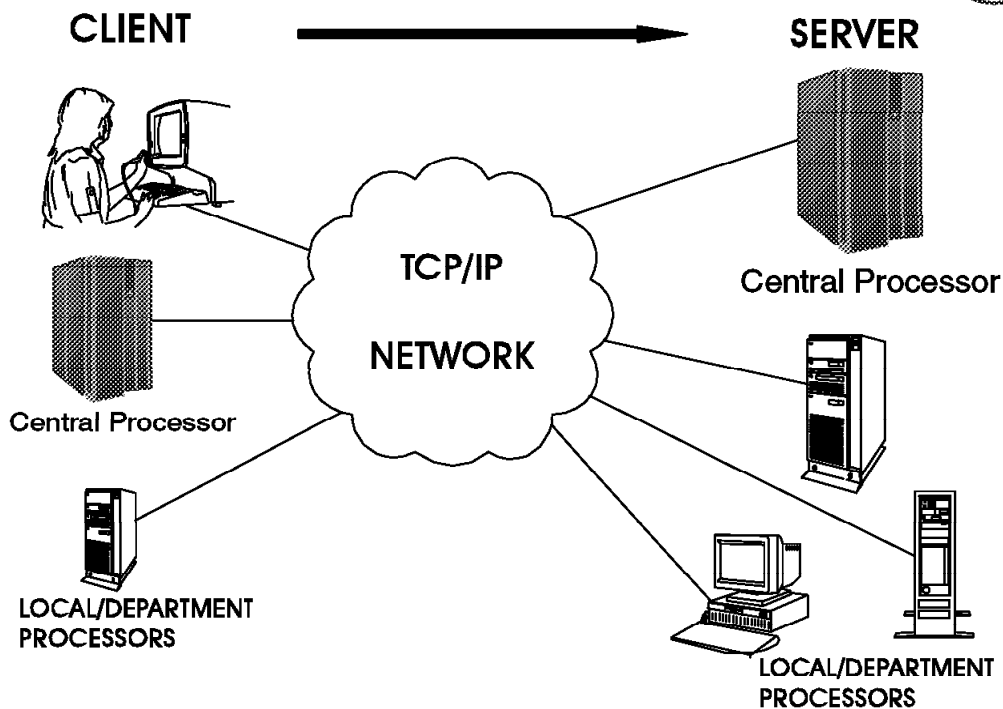 CLIENT
SERVER
TCP/IP
NETWORK
Central Processor
Central Processor
LOCAL/DEPARTMENT
PROCESSORS
LOCAL/DEPARTMENT
PROCESSORS